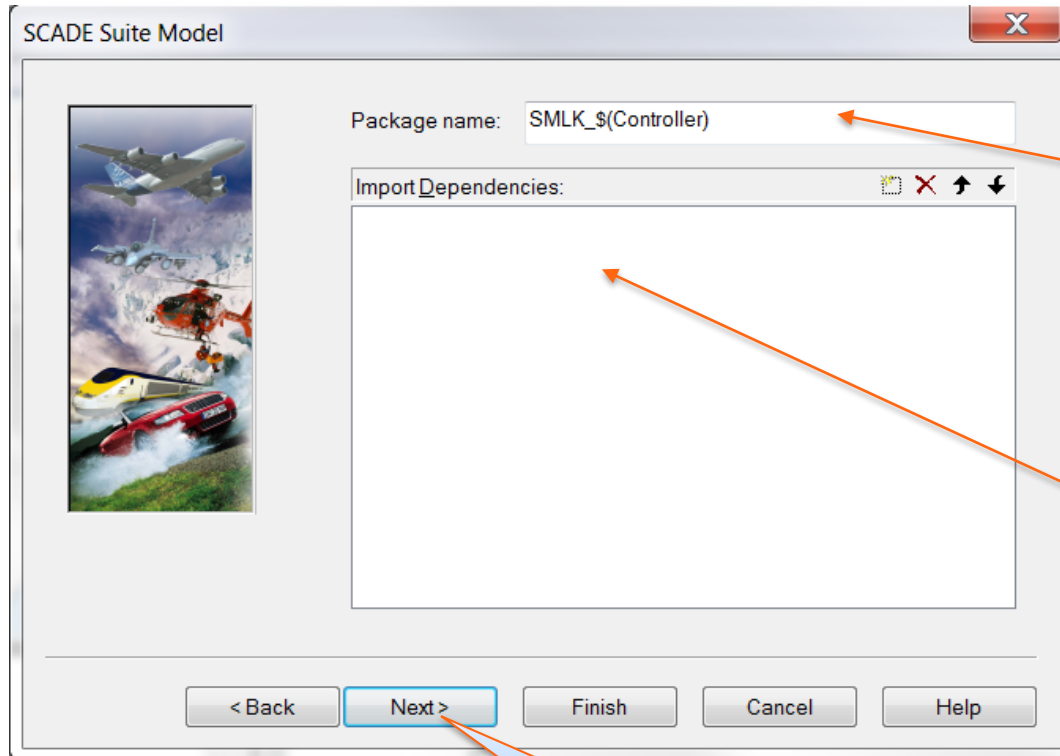 SCADE Suite Model
Package name: SMLK_$(Controller)
Import Dependencies:
< Back Next > Finish Cancel Help